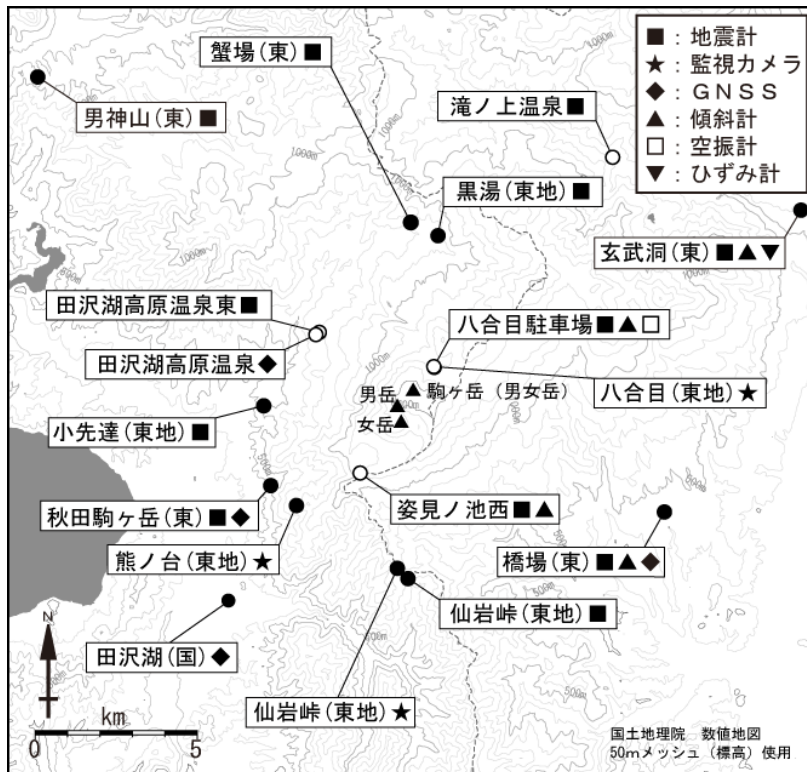 蟹場(東)■
■：地震計
★：監視カメラ
◆：ＧＮＳＳ
▲：傾斜計
□：空振計
▼：ひずみ計
男神山(東)■
滝ノ上温泉■
黒湯(東地)■
玄武洞(東)■▲▼
田沢湖高原温泉東■
八合目駐車場■▲□
田沢湖高原温泉◆
男岳
駒ヶ岳（男女岳）
八合目(東地)★
女岳
小先達(東地)■
秋田駒ヶ岳(東)■◆
姿見ノ池西■▲
熊ノ台(東地)★
橋場(東)■▲◆
仙岩峠(東地)■
田沢湖(国)◆
仙岩峠(東地)★
N
km
0 5
国土地理院 数値地図
50mメッシュ（標高）使用
1000m
1000m
1000m
500m
500m
500m